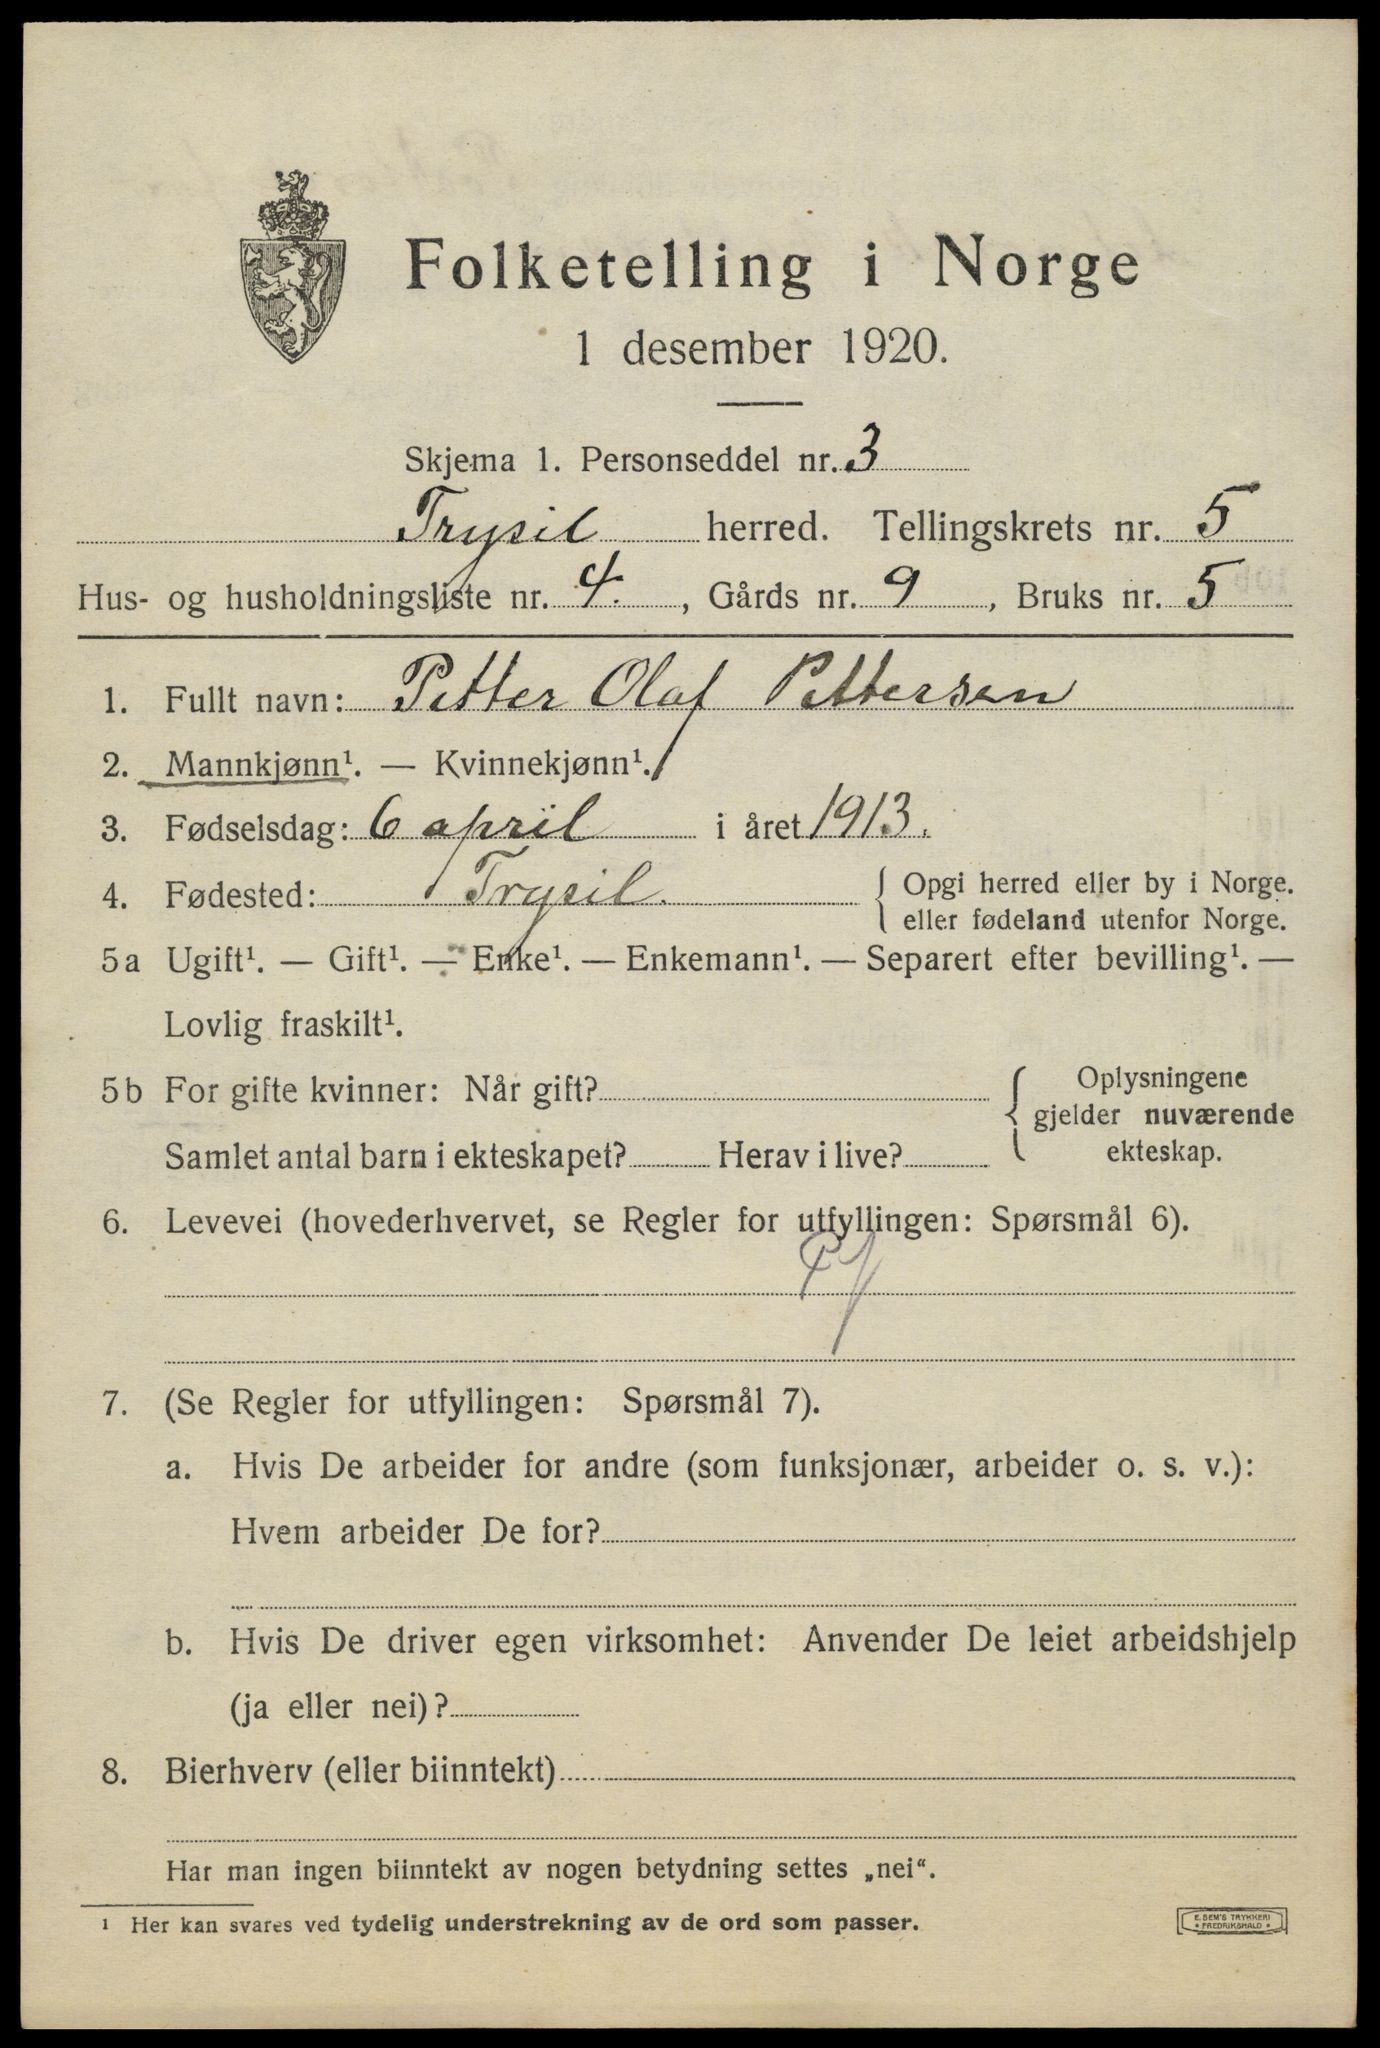 Folketelling i Norge
1 desember 1920.
Skjema 1. Personseddel nr. 3
Trysil herred. Tellingskrets nr. 5
Hus- og husholdningsliste nr. 4. , Gårds nr. 9 , Bruks nr. 5
1. Fullt navn: Petter Olaf Pettersen
2. Mannkjønn¹. — Kvinnekjønn¹.
3. Fødselsdag: 6 april i året 1913.
4. Fødested: Trysil. { Opgi herred eller by i Norge.
eller fødeland utenfor Norge.
5a Ugift¹. — Gift¹. — Enke¹. — Enkemann¹. — Separert efter bevilling¹. —
Lovlig fraskilt¹.
5b For gifte kvinner: Når gift? { Oplysningene
gjelder nuværende
ekteskap.
Samlet antal barn i ekteskapet? Herav i live?
6. Levevei (hovederhvervet, se Regler for utfyllingen: Spørsmål 6).
7. (Se Regler for utfyllingen: Spørsmål 7).
a. Hvis De arbeider for andre (som funksjonær, arbeider o. s. v.):
Hvem arbeider De for?
b. Hvis De driver egen virksomhet: Anvender De leiet arbeidshjelp
(ja eller nei)?
8. Bierhverv (eller biinntekt)
Har man ingen biinntekt av nogen betydning settes „nei“.
¹ Her kan svares ved tydelig understrekning av de ord som passer.
E. SEM'S TRYKKERI
FREDRIKSHALD